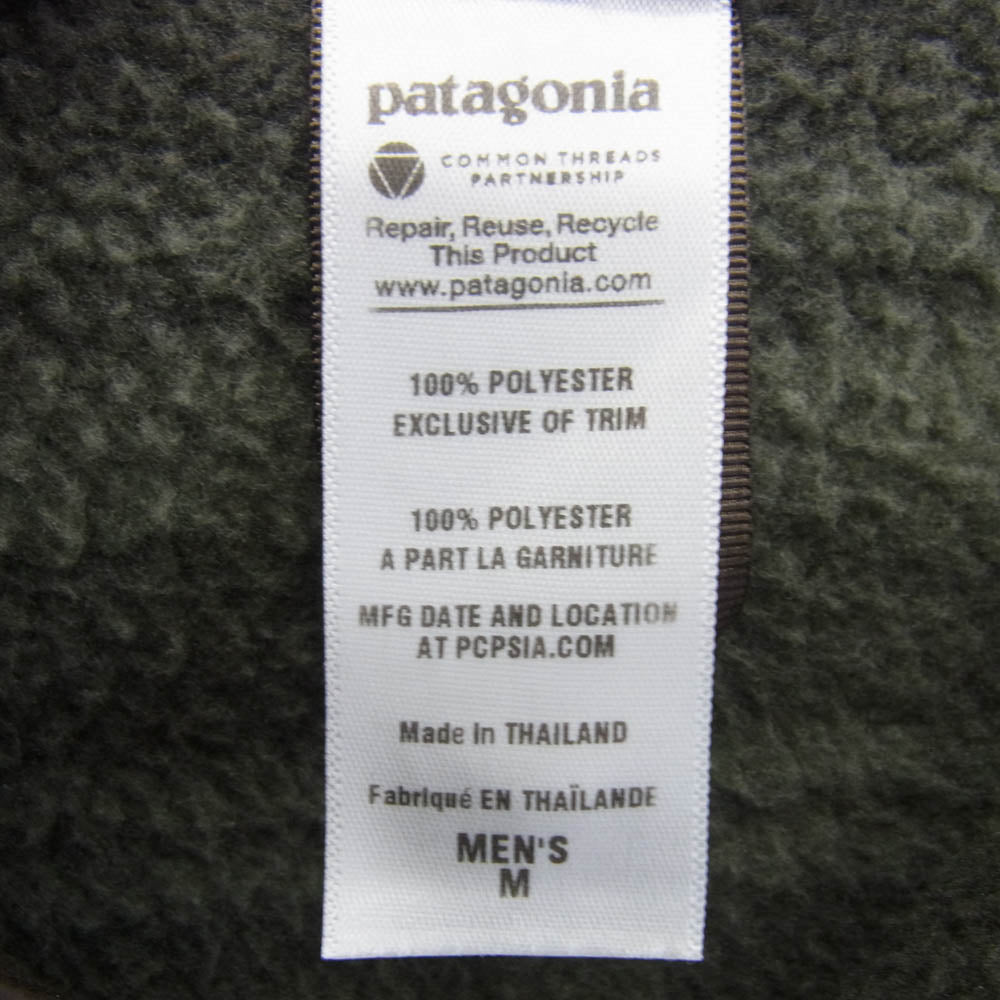 patagonia
COMMON THREADS
PARTNERSHIP
Repair, Reuse, Recycle
This Product
www.patagonia.com
100% POLYESTER
EXCLUSIVE OF TRIM
100% POLYESTER
A PART LA GARNITURE
MFG DATE AND LOCATION
AT PCPSIA.COM
Made In THAILAND
Fabriqué EN THAÏLANDE
MEN'S
M